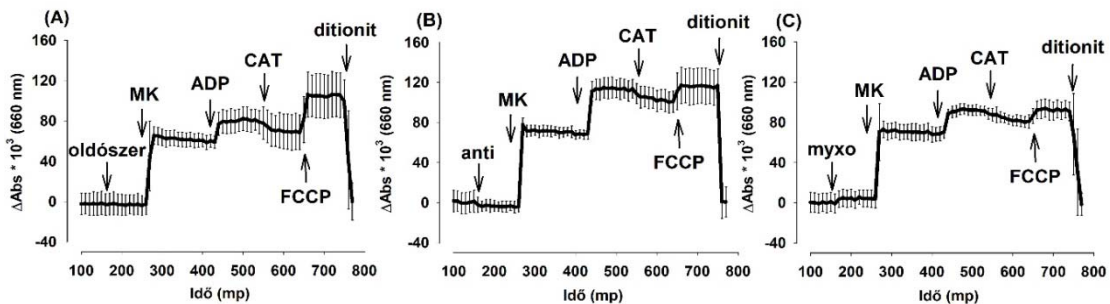 (A)
160
120
80
40
0
-40
ΔAbs * 10³ (660 nm)
oldószer
MK
ADP
CAT
FCCP
ditionit
100 200 300 400 500 600 700 800
Idő (mp)
(B)
160
120
80
40
0
-40
ΔAbs * 10³ (660 nm)
anti
MK
ADP
CAT
FCCP
ditionit
100 200 300 400 500 600 700 800
Idő (mp)
(C)
160
120
80
40
0
-40
ΔAbs * 10³ (660 nm)
myxo
MK
ADP
CAT
FCCP
ditionit
100 200 300 400 500 600 700 800
Idő (mp)